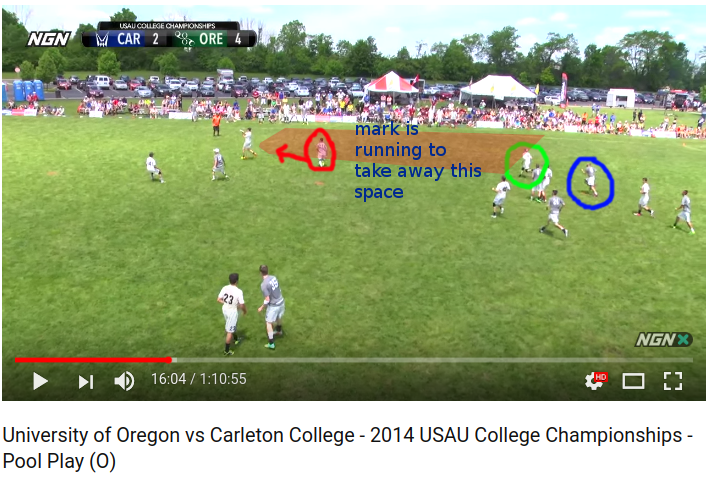 USAU COLLEGE CHAMPIONSHIPS
NGN CAR 2 ORE 4
mark is
running to
take away this
space
23
NGN X
HD
16:04 / 1:10:55
University of Oregon vs Carleton College - 2014 USAU College Championships -
Pool Play (O)